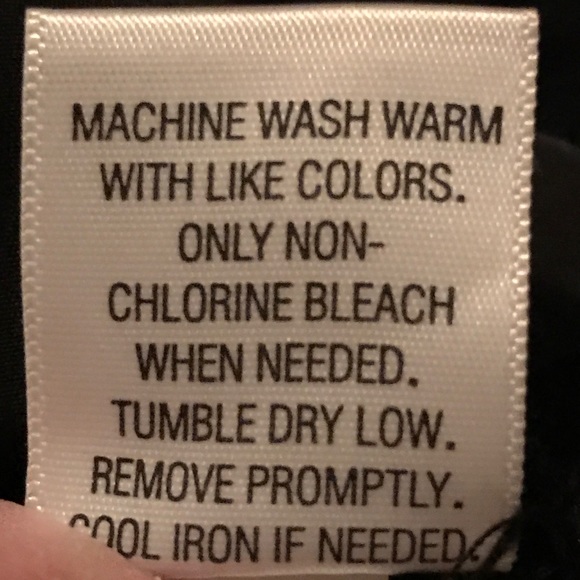 MACHINE WASH WARM
WITH LIKE COLORS.
ONLY NON-
CHLORINE BLEACH
WHEN NEEDED.
TUMBLE DRY LOW.
REMOVE PROMPTLY.
COOL IRON IF NEEDED.